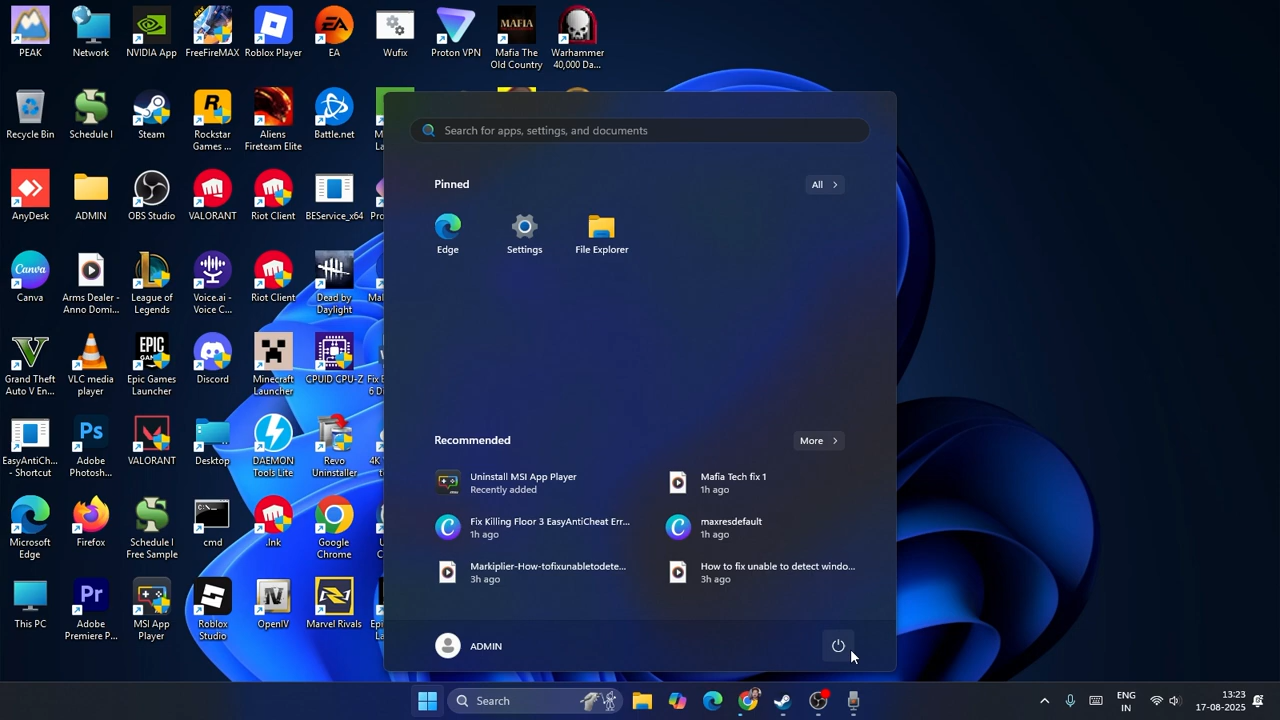 PEAK
Network
NVIDIA App
FreeFireMAX
Roblox Player
EA
Wufix
Proton VPN
Mafia The
Old Country
Warhammer
40,000 Da...
Recycle Bin
Schedule I
Steam
Rockstar
Games ...
Aliens
Fireteam Elite
Battle.net
AnyDesk
ADMIN
OBS Studio
VALORANT
Riot Client
BEService_x64
Canva
Arms Dealer -
Anno Domi...
League of
Legends
Voice.ai -
Voice C...
Riot Client
Dead by
Daylight
Grand Theft
Auto V En...
VLC media
player
Epic Games
Launcher
Discord
Minecraft
Launcher
CPUID CPU-Z
EasyAntiCh...
- Shortcut
Adobe
Photosh...
VALORANT
Desktop
DAEMON
Tools Lite
Revo
Uninstaller
Microsoft
Edge
Firefox
Schedule I
Free Sample
cmd
.lnk
Google
Chrome
This PC
Adobe
Premiere P...
MSI App
Player
Roblox
Studio
OpenIV
Marvel Rivals
Search for apps, settings, and documents
Pinned
All
Edge
Settings
File Explorer
Recommended
More
Uninstall MSI App Player
Recently added
Mafia Tech fix 1
1h ago
Fix Killing Floor 3 EasyAntiCheat Err...
1h ago
maxresdefault
1h ago
Markiplier-How-tofixunabletodete...
3h ago
How to fix unable to detect windo...
3h ago
ADMIN
Search
ENG
IN
13:23
17-08-2025